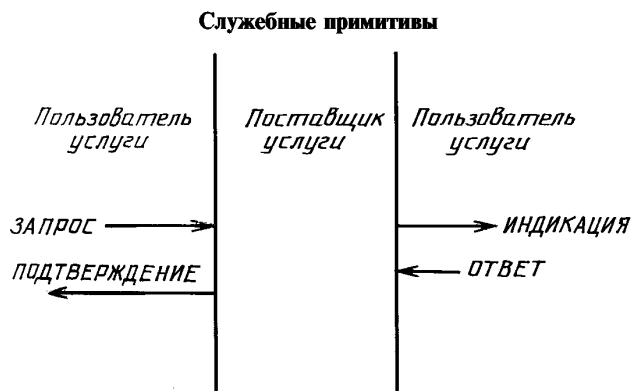 Служебные примитивы
Пользователь услуги
Поставщик услуги
Пользователь услуги
ЗАПРОС
ИНДИКАЦИЯ
ПОДТВЕРЖДЕНИЕ
ОТВЕТ